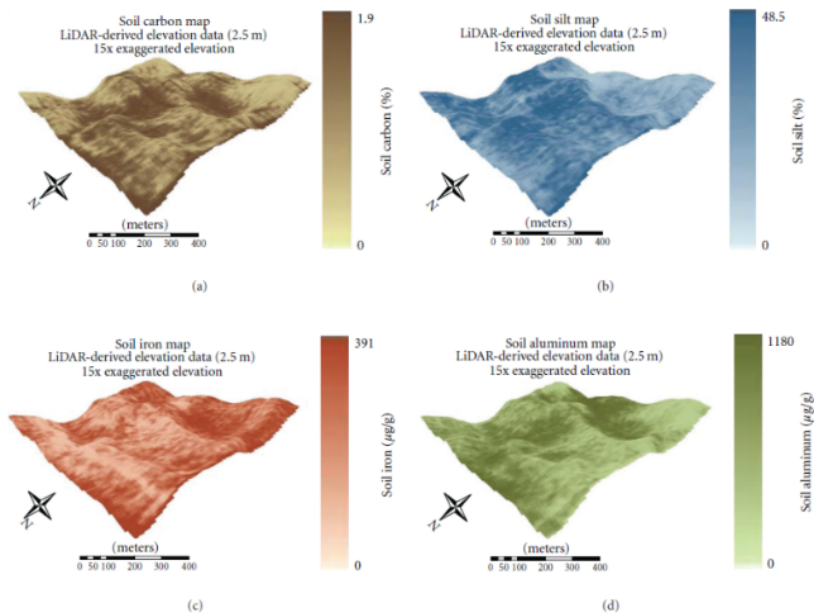 Soil carbon map
LiDAR-derived elevation data (2.5 m)
15x exaggerated elevation
1.9
Soil carbon (%)
0
N
(meters)
0 50 100 200 300 400
(a)
Soil silt map
LiDAR-derived elevation data (2.5 m)
15x exaggerated elevation
48.5
Soil silt (%)
0
N
(meters)
0 50 100 200 300 400
(b)
Soil iron map
LiDAR-derived elevation data (2.5 m)
15x exaggerated elevation
391
Soil iron (μg/g)
0
N
(meters)
0 50 100 200 300 400
(c)
Soil aluminum map
LiDAR-derived elevation data (2.5 m)
15x exaggerated elevation
1180
Soil aluminum (μg/g)
0
N
(meters)
0 50 100 200 300 400
(d)